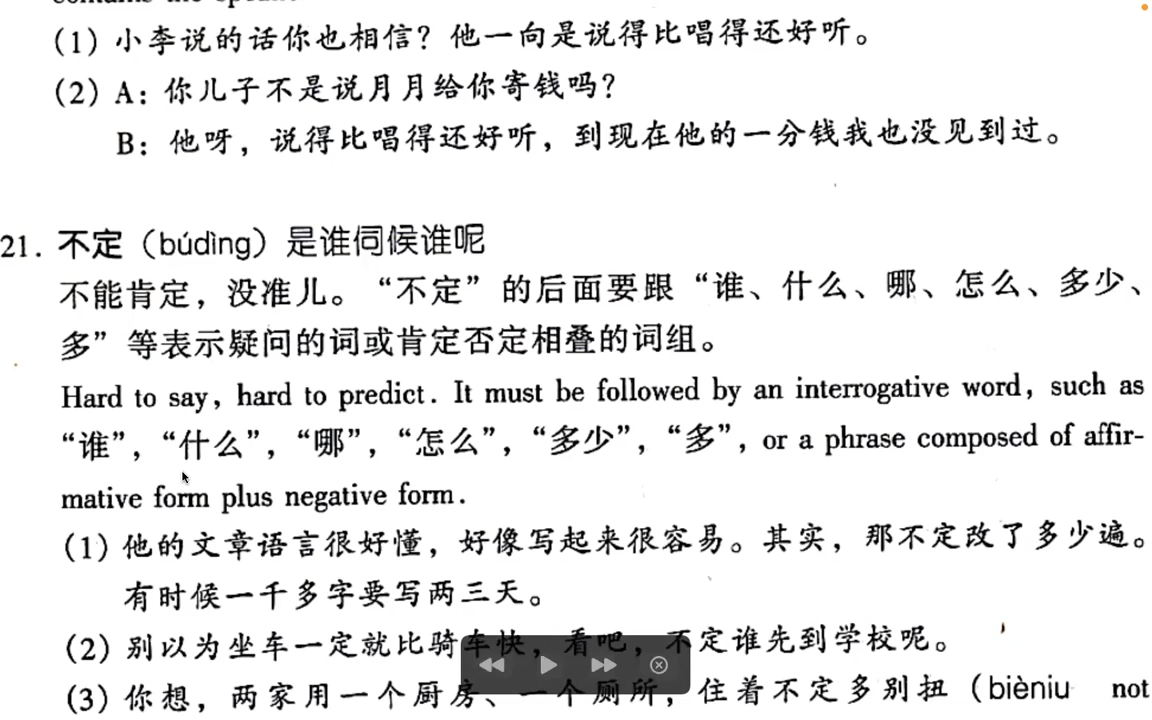 (1) 小李说的话你也相信？他一向是说得比唱得还好听。
(2) A：你儿子不是说月月给你寄钱吗？
B：他呀，说得比唱得还好听，到现在他的一分钱我也没见到过。
21. 不定（búdìng）是谁伺候谁呢
不能肯定，没准儿。“不定”的后面要跟“谁、什么、哪、怎么、多少、
多”等表示疑问的词或肯定否定相叠的词组。
Hard to say, hard to predict. It must be followed by an interrogative word, such as
“谁”，“什么”，“哪”，“怎么”，“多少”，“多”，or a phrase composed of affir-
mative form plus negative form.
(1) 他的文章语言很好懂，好像写起来很容易。其实，那不定改了多少遍。
有时候一千多字要写两三天。
(2) 别以为坐车一定就比骑车快，看吧，不定谁先到学校呢。
(3) 你想，两家用一个厨房、一个厕所，住着不定多别扭（bièniu not